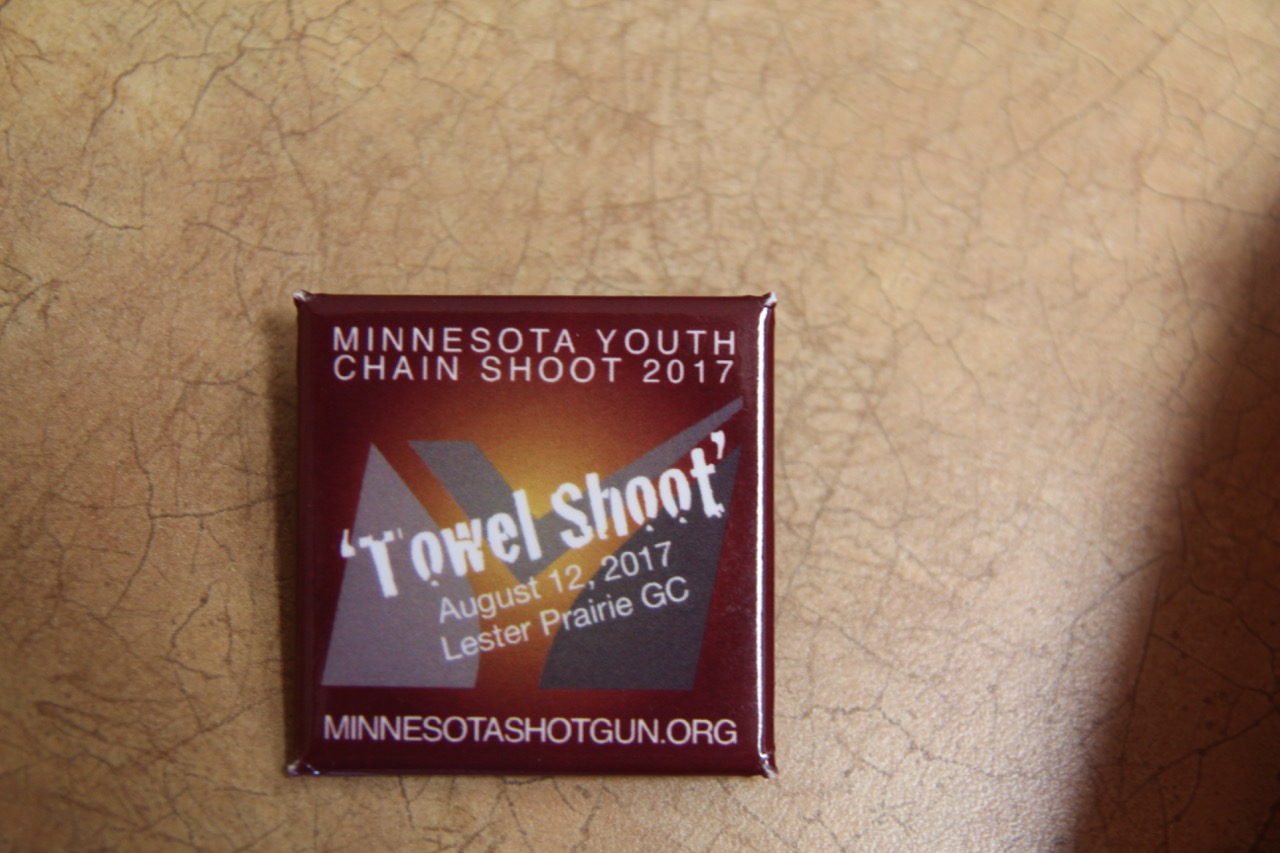 MINNESOTA YOUTH
CHAIN SHOOT 2017
‘Towel Shoot’
August 12, 2017
Lester Prairie GC
MINNESOTASHOTGUN.ORG